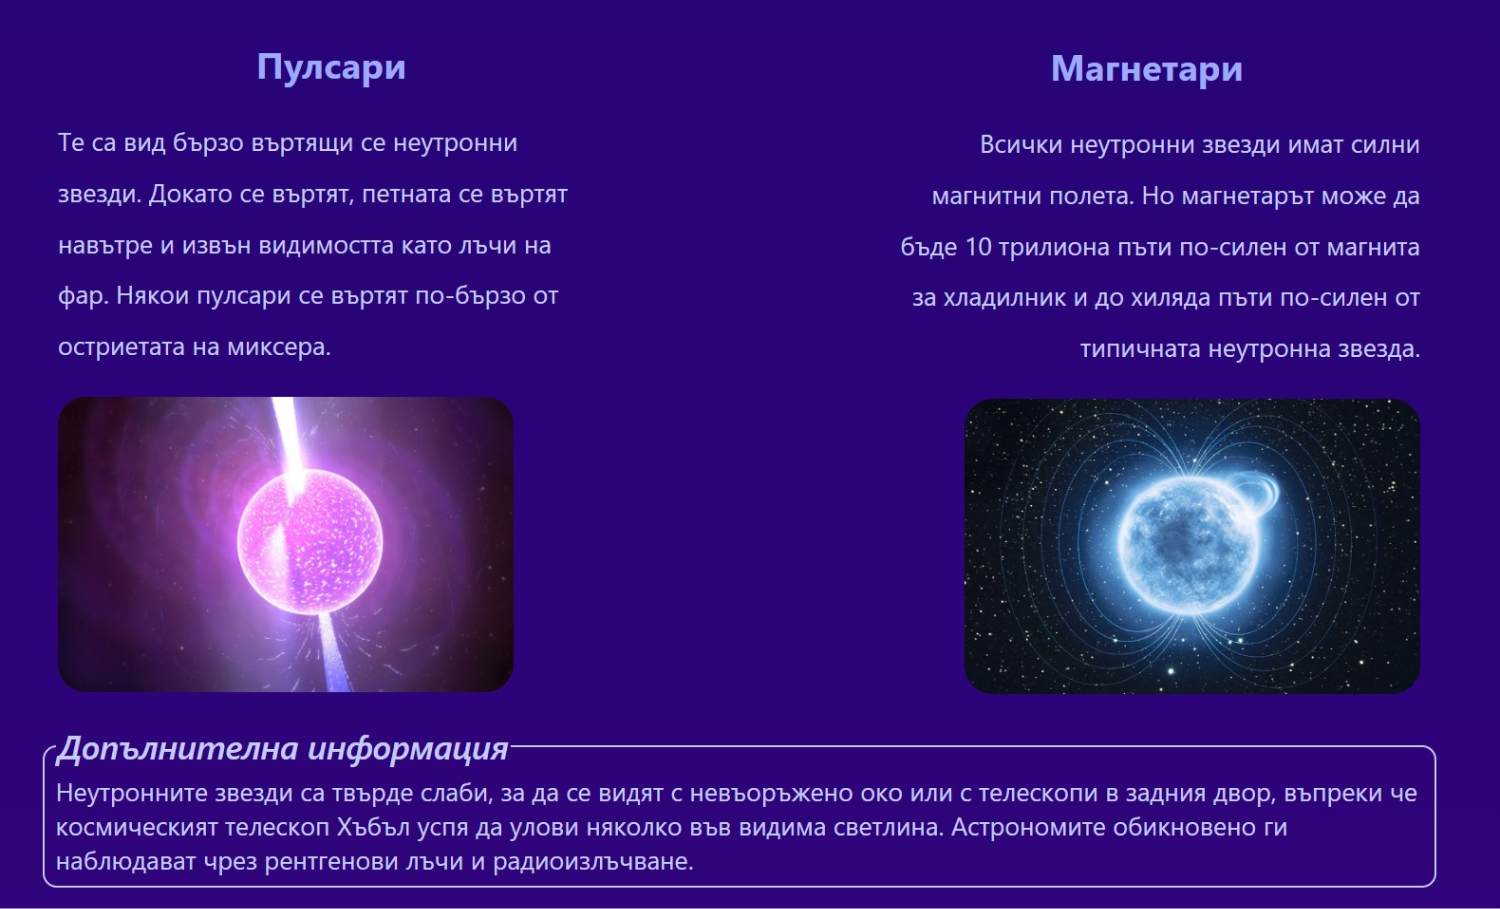 Пулсари
Те са вид бързо въртящи се неутронни
звезди. Докато се въртят, петната се въртят
навътре и извън видимостта като лъчи на
фар. Някои пулсари се въртят по-бързо от
остриетата на миксера.
Магнетари
Всички неутронни звезди имат силни
магнитни полета. Но магнетарът може да
бъде 10 трилиона пъти по-силен от магнита
за хладилник и до хиляда пъти по-силен от
типичната неутронна звезда.
Допълнителна информация
Неутронните звезди са твърде слаби, за да се видят с невъоръжено око или с телескопи в задния двор, въпреки че
космическият телескоп Хъбъл успя да улови няколко във видима светлина. Астрономите обикновено ги
наблюдават чрез рентгенови лъчи и радиоизлъчване.